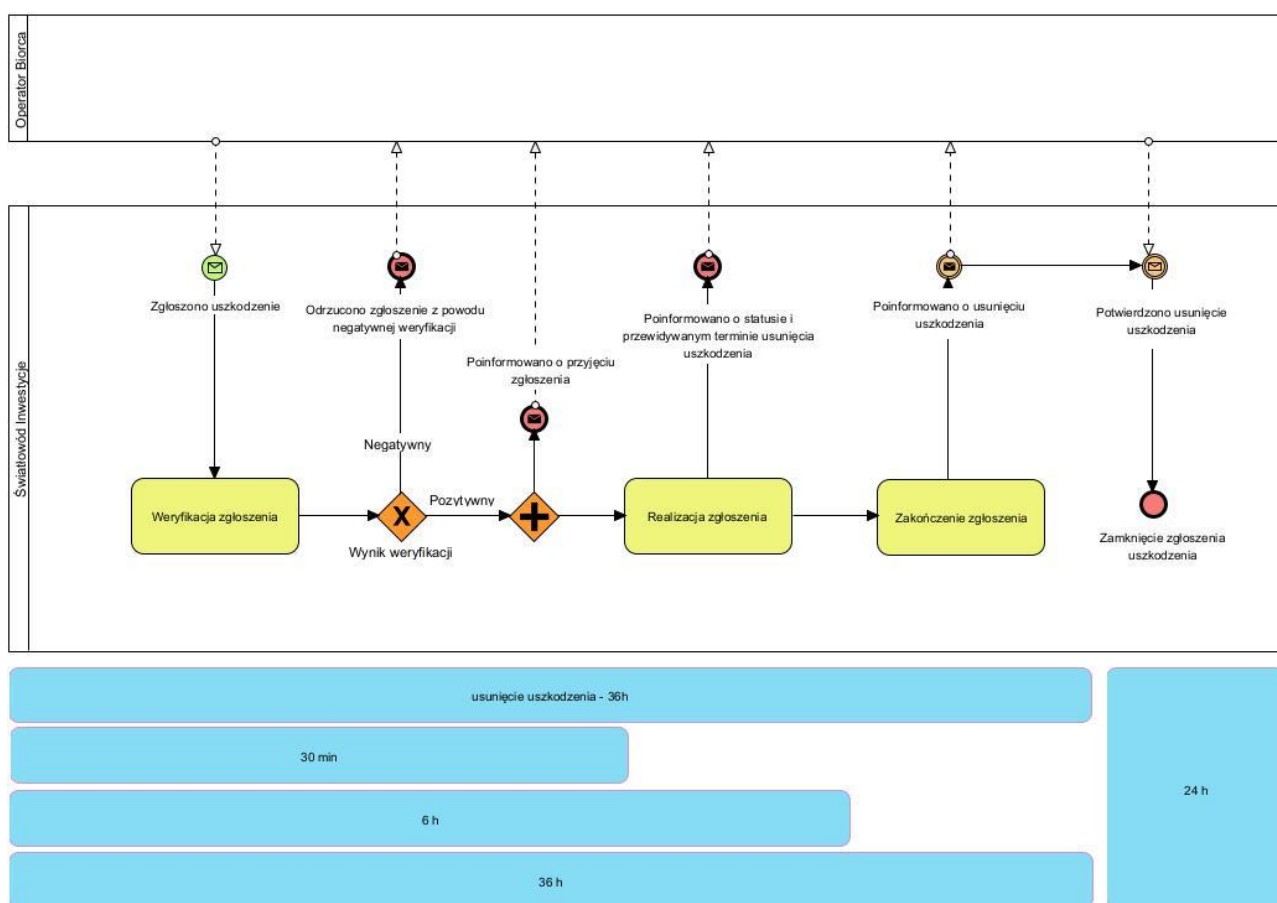 Operator Biorca
Światłowód Inwestycje
Zgłoszono uszkodzenie
Odrzucono zgłoszenie z powodu
negatywnej weryfikacji
Poinformowano o przyjęciu
zgłoszenia
Poinformowano o statusie i
przewidywanym terminie usunięcia
uszkodzenia
Poinformowano o usunięciu
uszkodzenia
Potwierdzono usunięcie
uszkodzenia
Negatywny
Pozytywny
Weryfikacja zgłoszenia
X
Wynik weryfikacji
Realizacja zgłoszenia
Zakończenie zgłoszenia
Zamknięcie zgłoszenia
uszkodzenia
usunięcie uszkodzenia - 36h
30 min
6 h
36 h
24 h